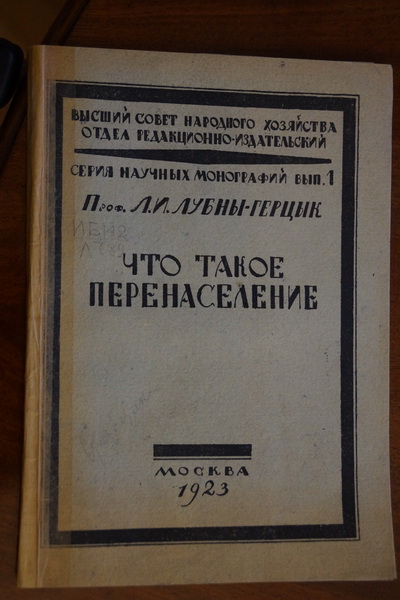 ВЫСШИЙ СОВЕТ НАРОДНОГО ХОЗЯЙСТВА
ОТДЕЛ РЕДАКЦИОННО-ИЗДАТЕЛЬСКИЙ
СЕРИЯ НАУЧНЫХ МОНОГРАФИЙ ВЫП. 1
ПРОФ. Л.И. ЛУБНЫ-ГЕРЦЫК
ЧТО ТАКОЕ
ПЕРЕНАСЕЛЕНИЕ
МОСКВА
1923